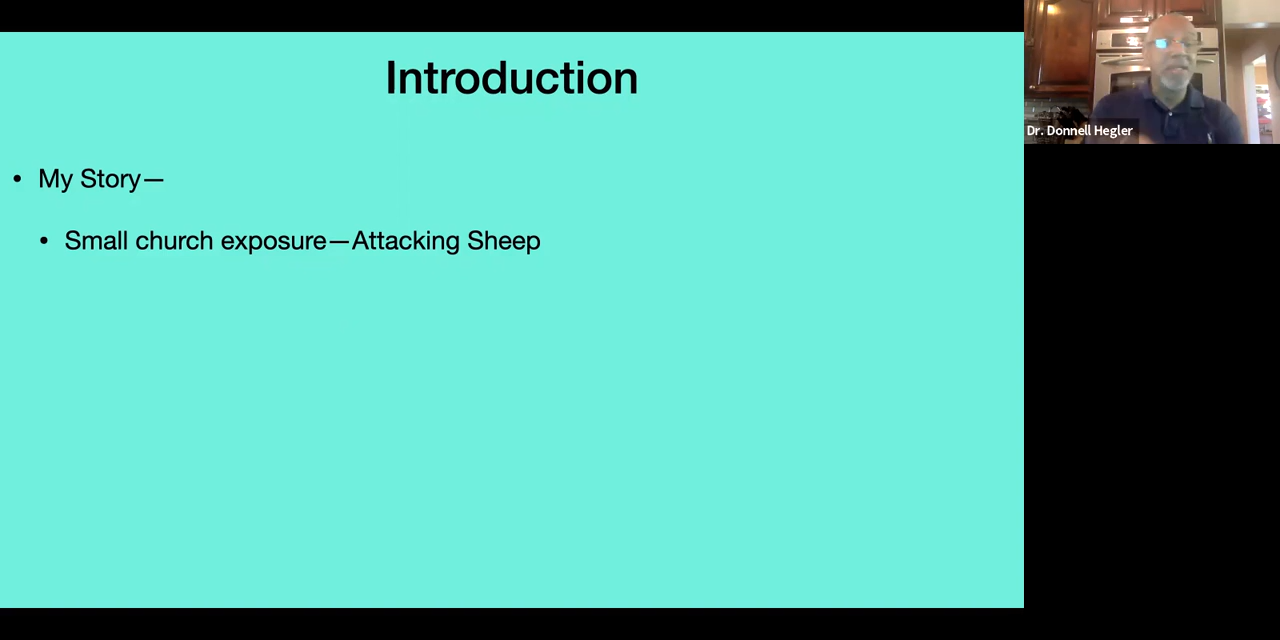 Introduction
• My Story—
• Small church exposure—Attacking Sheep
Dr. Donnell Hegler